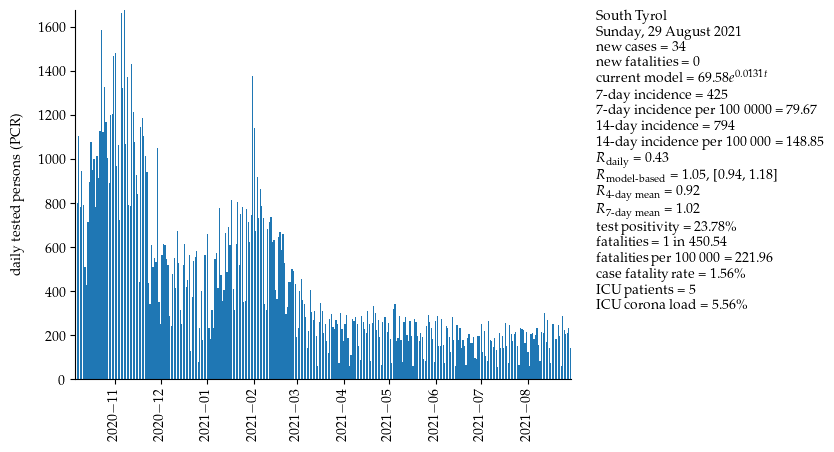 1600
1400
1200
1000
800
600
400
200
0
daily tested persons (PCR)
2020−11
2020−12
2021−01
2021−02
2021−03
2021−04
2021−05
2021−06
2021−07
2021−08
South Tyrol
Sunday, 29 August 2021
new cases = 34
new fatalities = 0
current model = 69.58e^0.0131t
7-day incidence = 425
7-day incidence per 100 0000 = 79.67
14-day incidence = 794
14-day incidence per 100 000 = 148.85
R_daily = 0.43
R_model-based = 1.05, [0.94, 1.18]
R_4-day mean = 0.92
R_7-day mean = 1.02
test positivity = 23.78%
fatalities = 1 in 450.54
fatalities per 100 000 = 221.96
case fatality rate = 1.56%
ICU patients = 5
ICU corona load = 5.56%